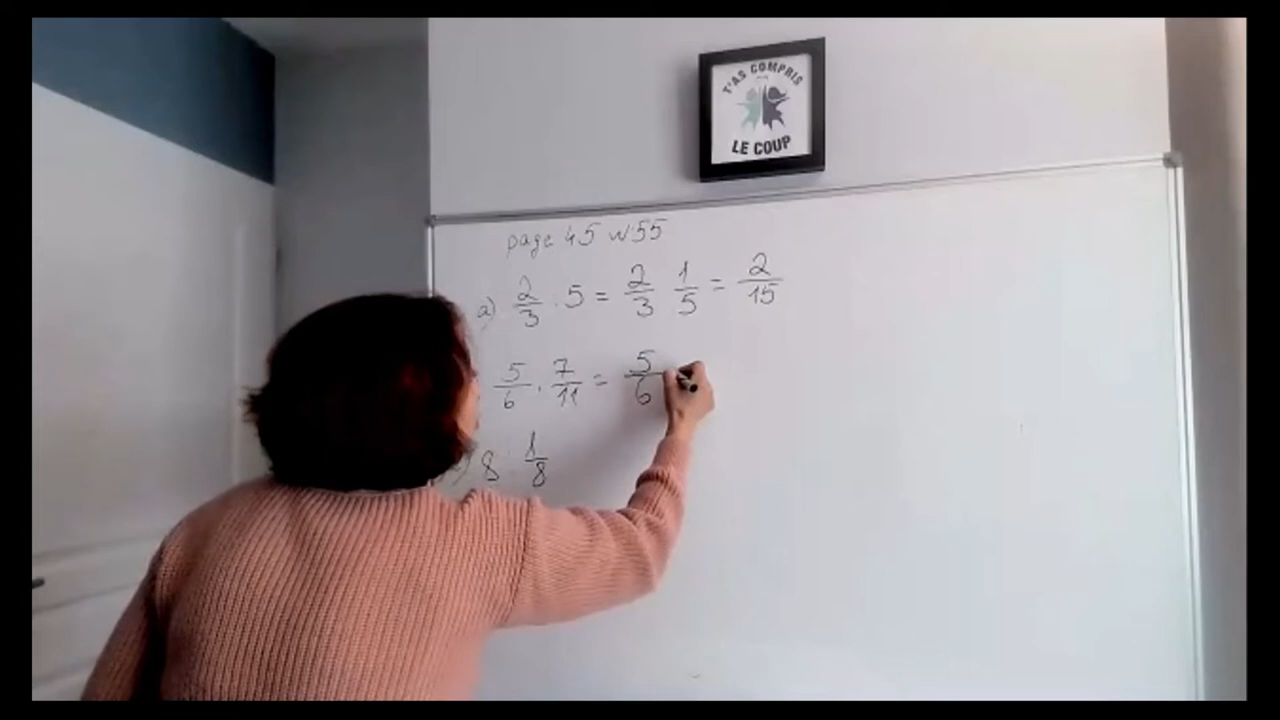 T'AS COMPRIS
LE COUP
page 45 N°55
a) 2/3 · 5 = 2/3 1/5 = 2/15
5/6 · 7/11 = 5/6
8 1/8